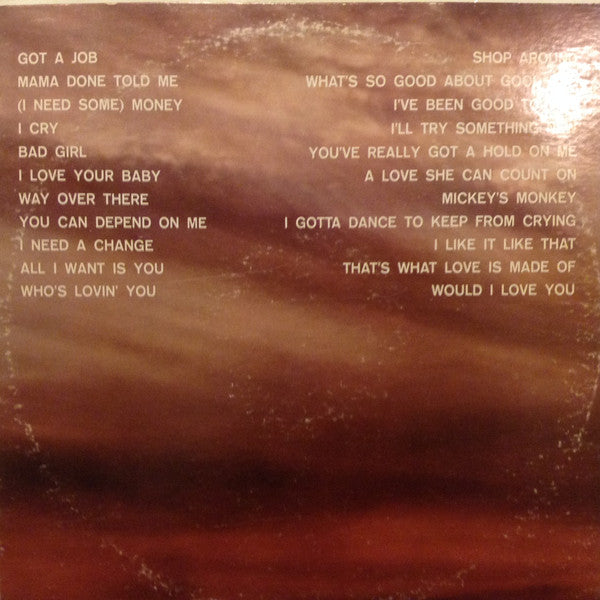 GOT A JOB
MAMA DONE TOLD ME
(I NEED SOME) MONEY
I CRY
BAD GIRL
I LOVE YOUR BABY
WAY OVER THERE
YOU CAN DEPEND ON ME
I NEED A CHANGE
ALL I WANT IS YOU
WHO'S LOVIN' YOU
SHOP AROUND
WHAT'S SO GOOD ABOUT
I'VE BEEN GOOD
I'LL TRY SOMETHING
YOU'VE REALLY GOT A HOLD ON ME
A LOVE SHE CAN COUNT ON
MICKEY'S MONKEY
I GOTTA DANCE TO KEEP FROM CRYING
I LIKE IT LIKE THAT
THAT'S WHAT LOVE IS MADE OF
WOULD I LOVE YOU